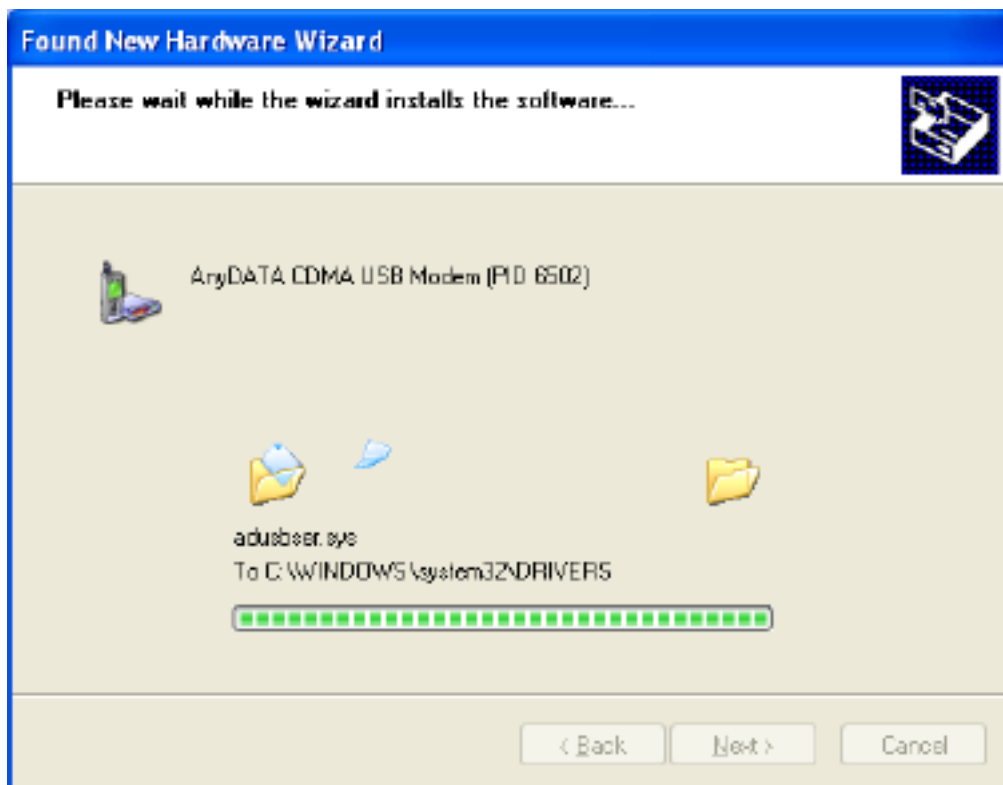 Found New Hardware Wizard
Please wait while the wizard installs the software...
AnyDATA CDMA USB Modem (PID 6502)
adusbser.sys
To C:\WINDOWS\system32\DRIVERS
< Back
Next >
Cancel